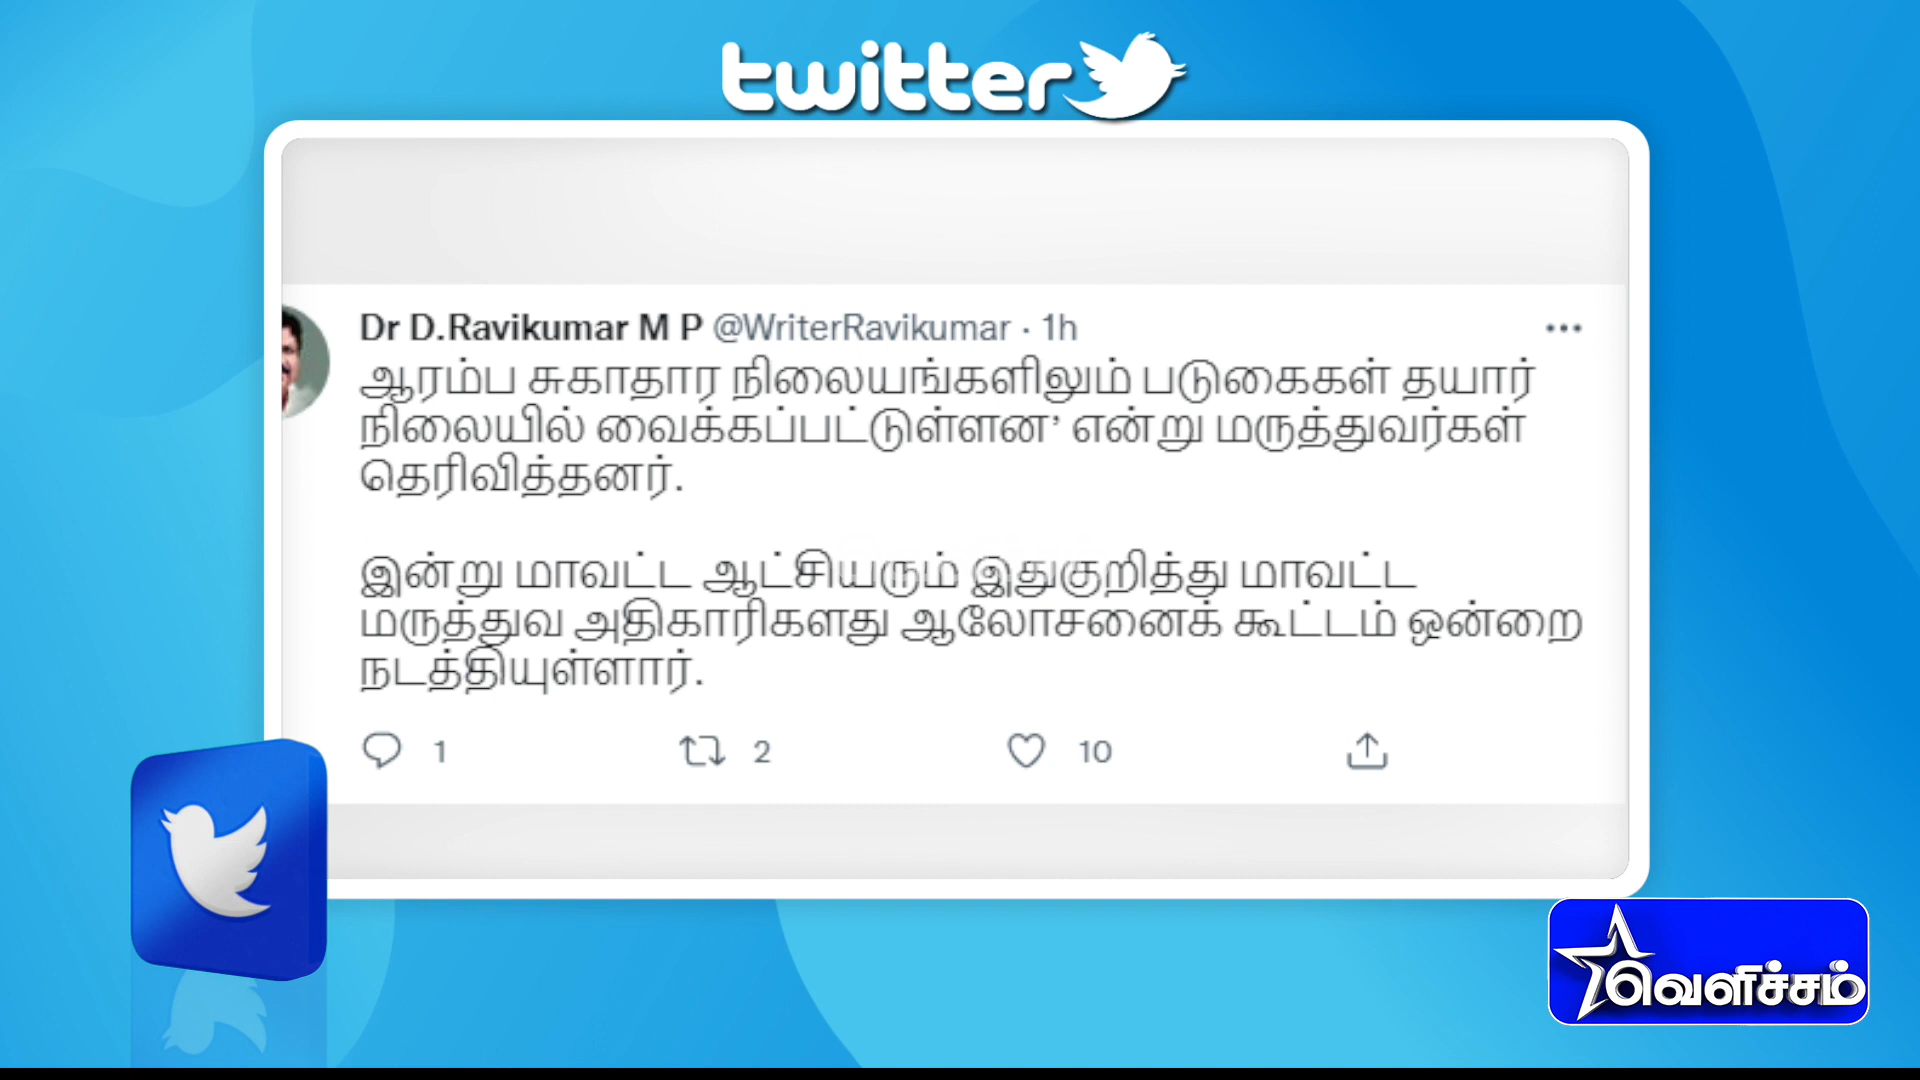 twitter
Dr D.Ravikumar M P @WriterRavikumar · 1h
ஆரம்ப சுகாதார நிலையங்களிலும் படுகைகள் தயார்
நிலையில் வைக்கப்பட்டுள்ளன’ என்று மருத்துவர்கள்
தெரிவித்தனர்.
இன்று மாவட்ட ஆட்சியரும் இதுகுறித்து மாவட்ட
மருத்துவ அதிகாரிகளது ஆலோசனைக் கூட்டம் ஒன்றை
நடத்தியுள்ளார்.
1 2 10
வெளிச்சம்